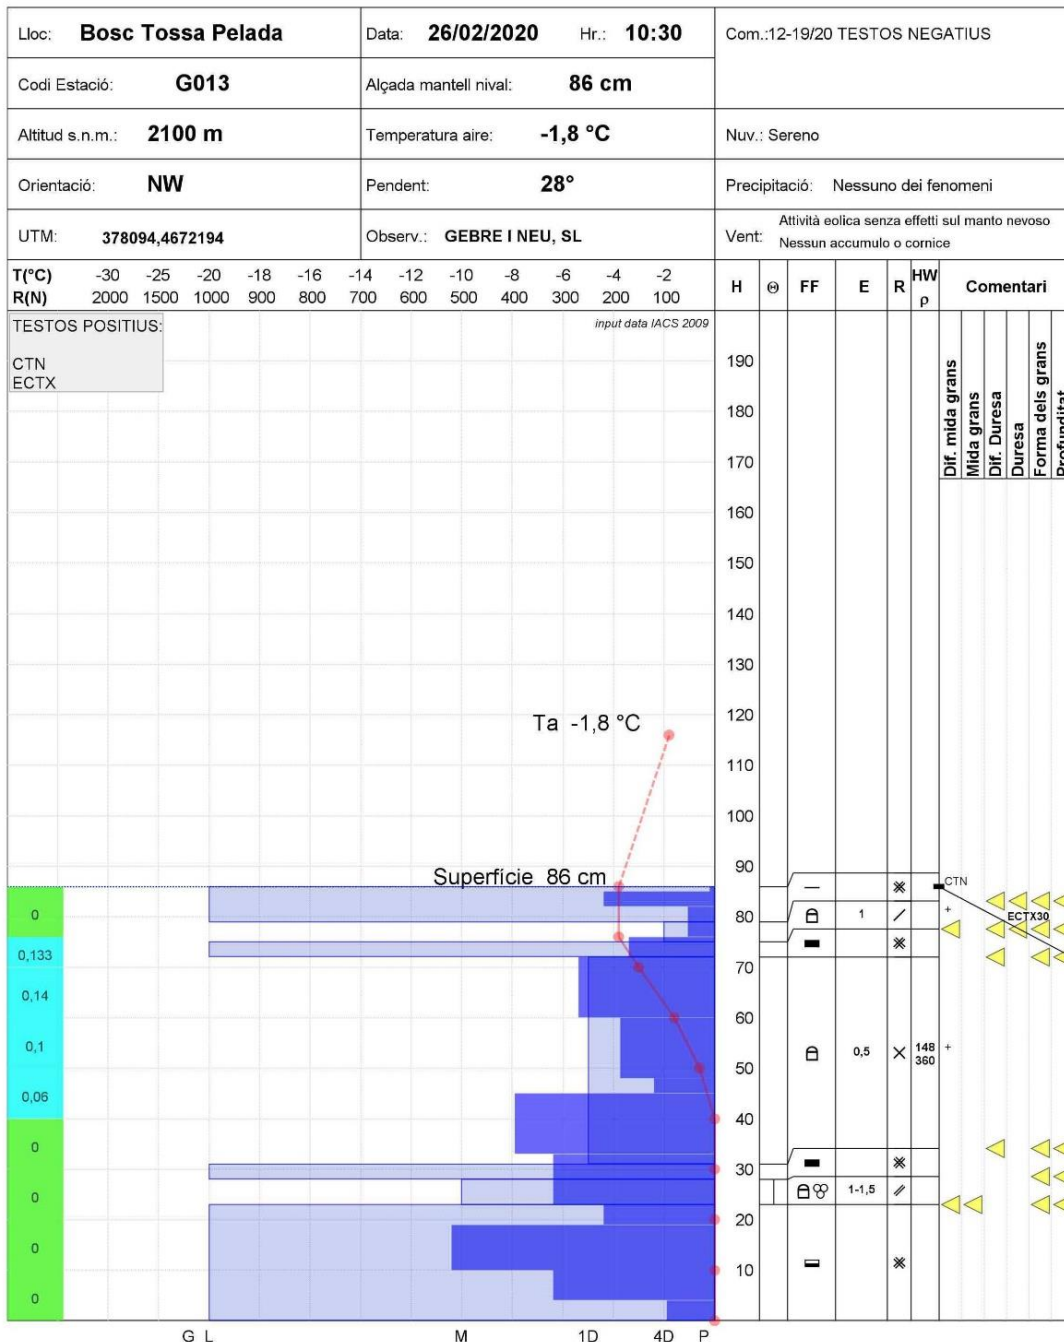 Lloc: Bosc Tossa Pelada Data: 26/02/2020 Hr.: 10:30 Com.:12-19/20 TESTOS NEGATIUS
Codi Estació: G013 Alçada mantell nival: 86 cm
Altitud s.n.m.: 2100 m Temperatura aire: -1,8 °C Nuv.: Sereno
Orientació: NW Pendent: 28° Precipitació: Nessuno dei fenomeni
UTM: 378094,4672194 Observ.: GEBRE I NEU, SL Vent: Attività eolica senza effetti sul manto nevoso
Nessun accumulo o cornice
T(°C) -30 -25 -20 -18 -16 -14 -12 -10 -8 -6 -4 -2
R(N) 2000 1500 1000 900 800 700 600 500 400 300 200 100
H Θ FF E R HW ρ Comentari
TESTOS POSITIUS:
CTN
ECTX
input data IACS 2009
Dif. mida grans
Mida grans
Dif. Duresa
Duresa
Forma dels grans
Profunditat
190
180
170
160
150
140
130
120
Ta -1,8 °C
110
100
90
Superfície 86 cm
CTN
0
80
1
+
ECTX30
0,133
70
0,14
60
0,1
50
0,5
148
360
+
0,06
40
0
30
0
1-1,5
20
0
10
0
G L M 1D 4D P